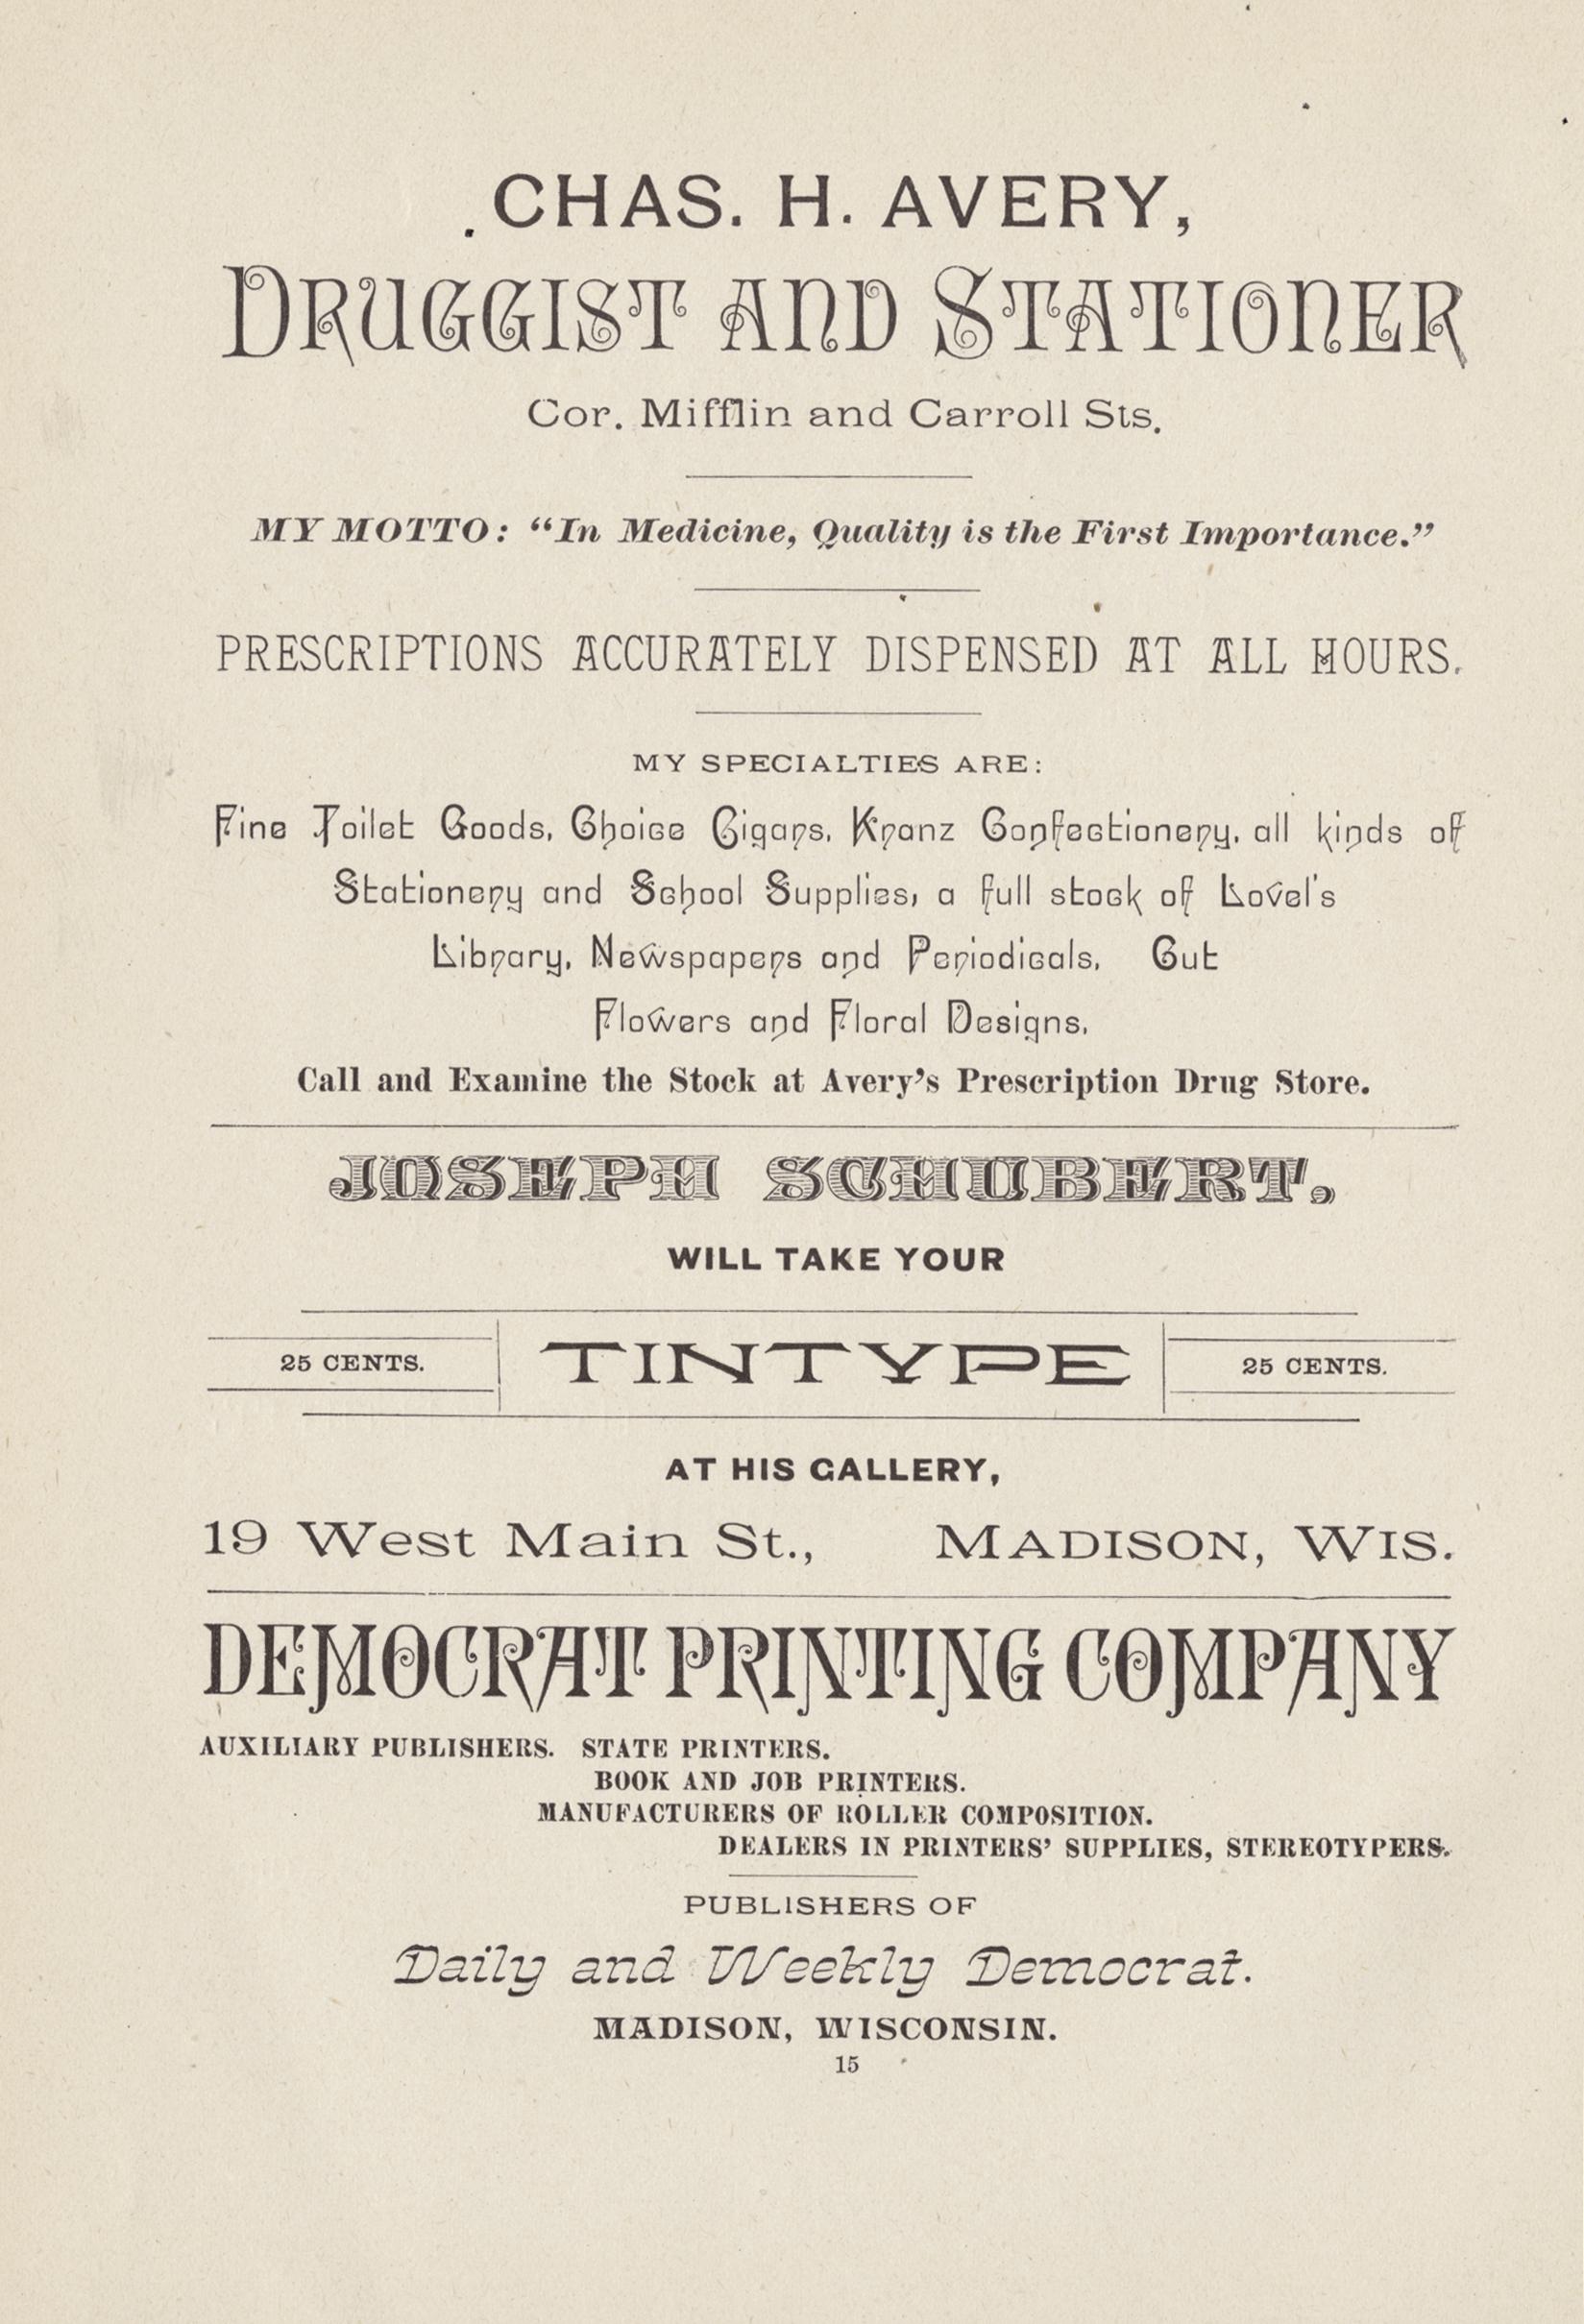 CHAS. H. AVERY,
DRUGGIST AND STATIONER
Cor. Mifflin and Carroll Sts.
MY MOTTO: “In Medicine, Quality is the First Importance.”
PRESCRIPTIONS ACCURATELY DISPENSED AT ALL HOURS.
MY SPECIALTIES ARE:
Fine Toilet Goods, Choice Cigars, Kranz Confectionery, all kinds of
Stationery and School Supplies, a full stock of Lovel's
Library, Newspapers and Periodicals, Cut
Flowers and Floral Designs,
Call and Examine the Stock at Avery’s Prescription Drug Store.
JOSEPH SCHUBERT.
WILL TAKE YOUR
25 CENTS. TINTYPE 25 CENTS.
AT HIS GALLERY,
19 West Main St., MADISON, WIS.
DEMOCRAT PRINTING COMPANY
AUXILIARY PUBLISHERS. STATE PRINTERS.
BOOK AND JOB PRINTERS.
MANUFACTURERS OF ROLLER COMPOSITION.
DEALERS IN PRINTERS’ SUPPLIES, STEREOTYPERS.
PUBLISHERS OF
Daily and Weekly Democrat.
MADISON, WISCONSIN.
15